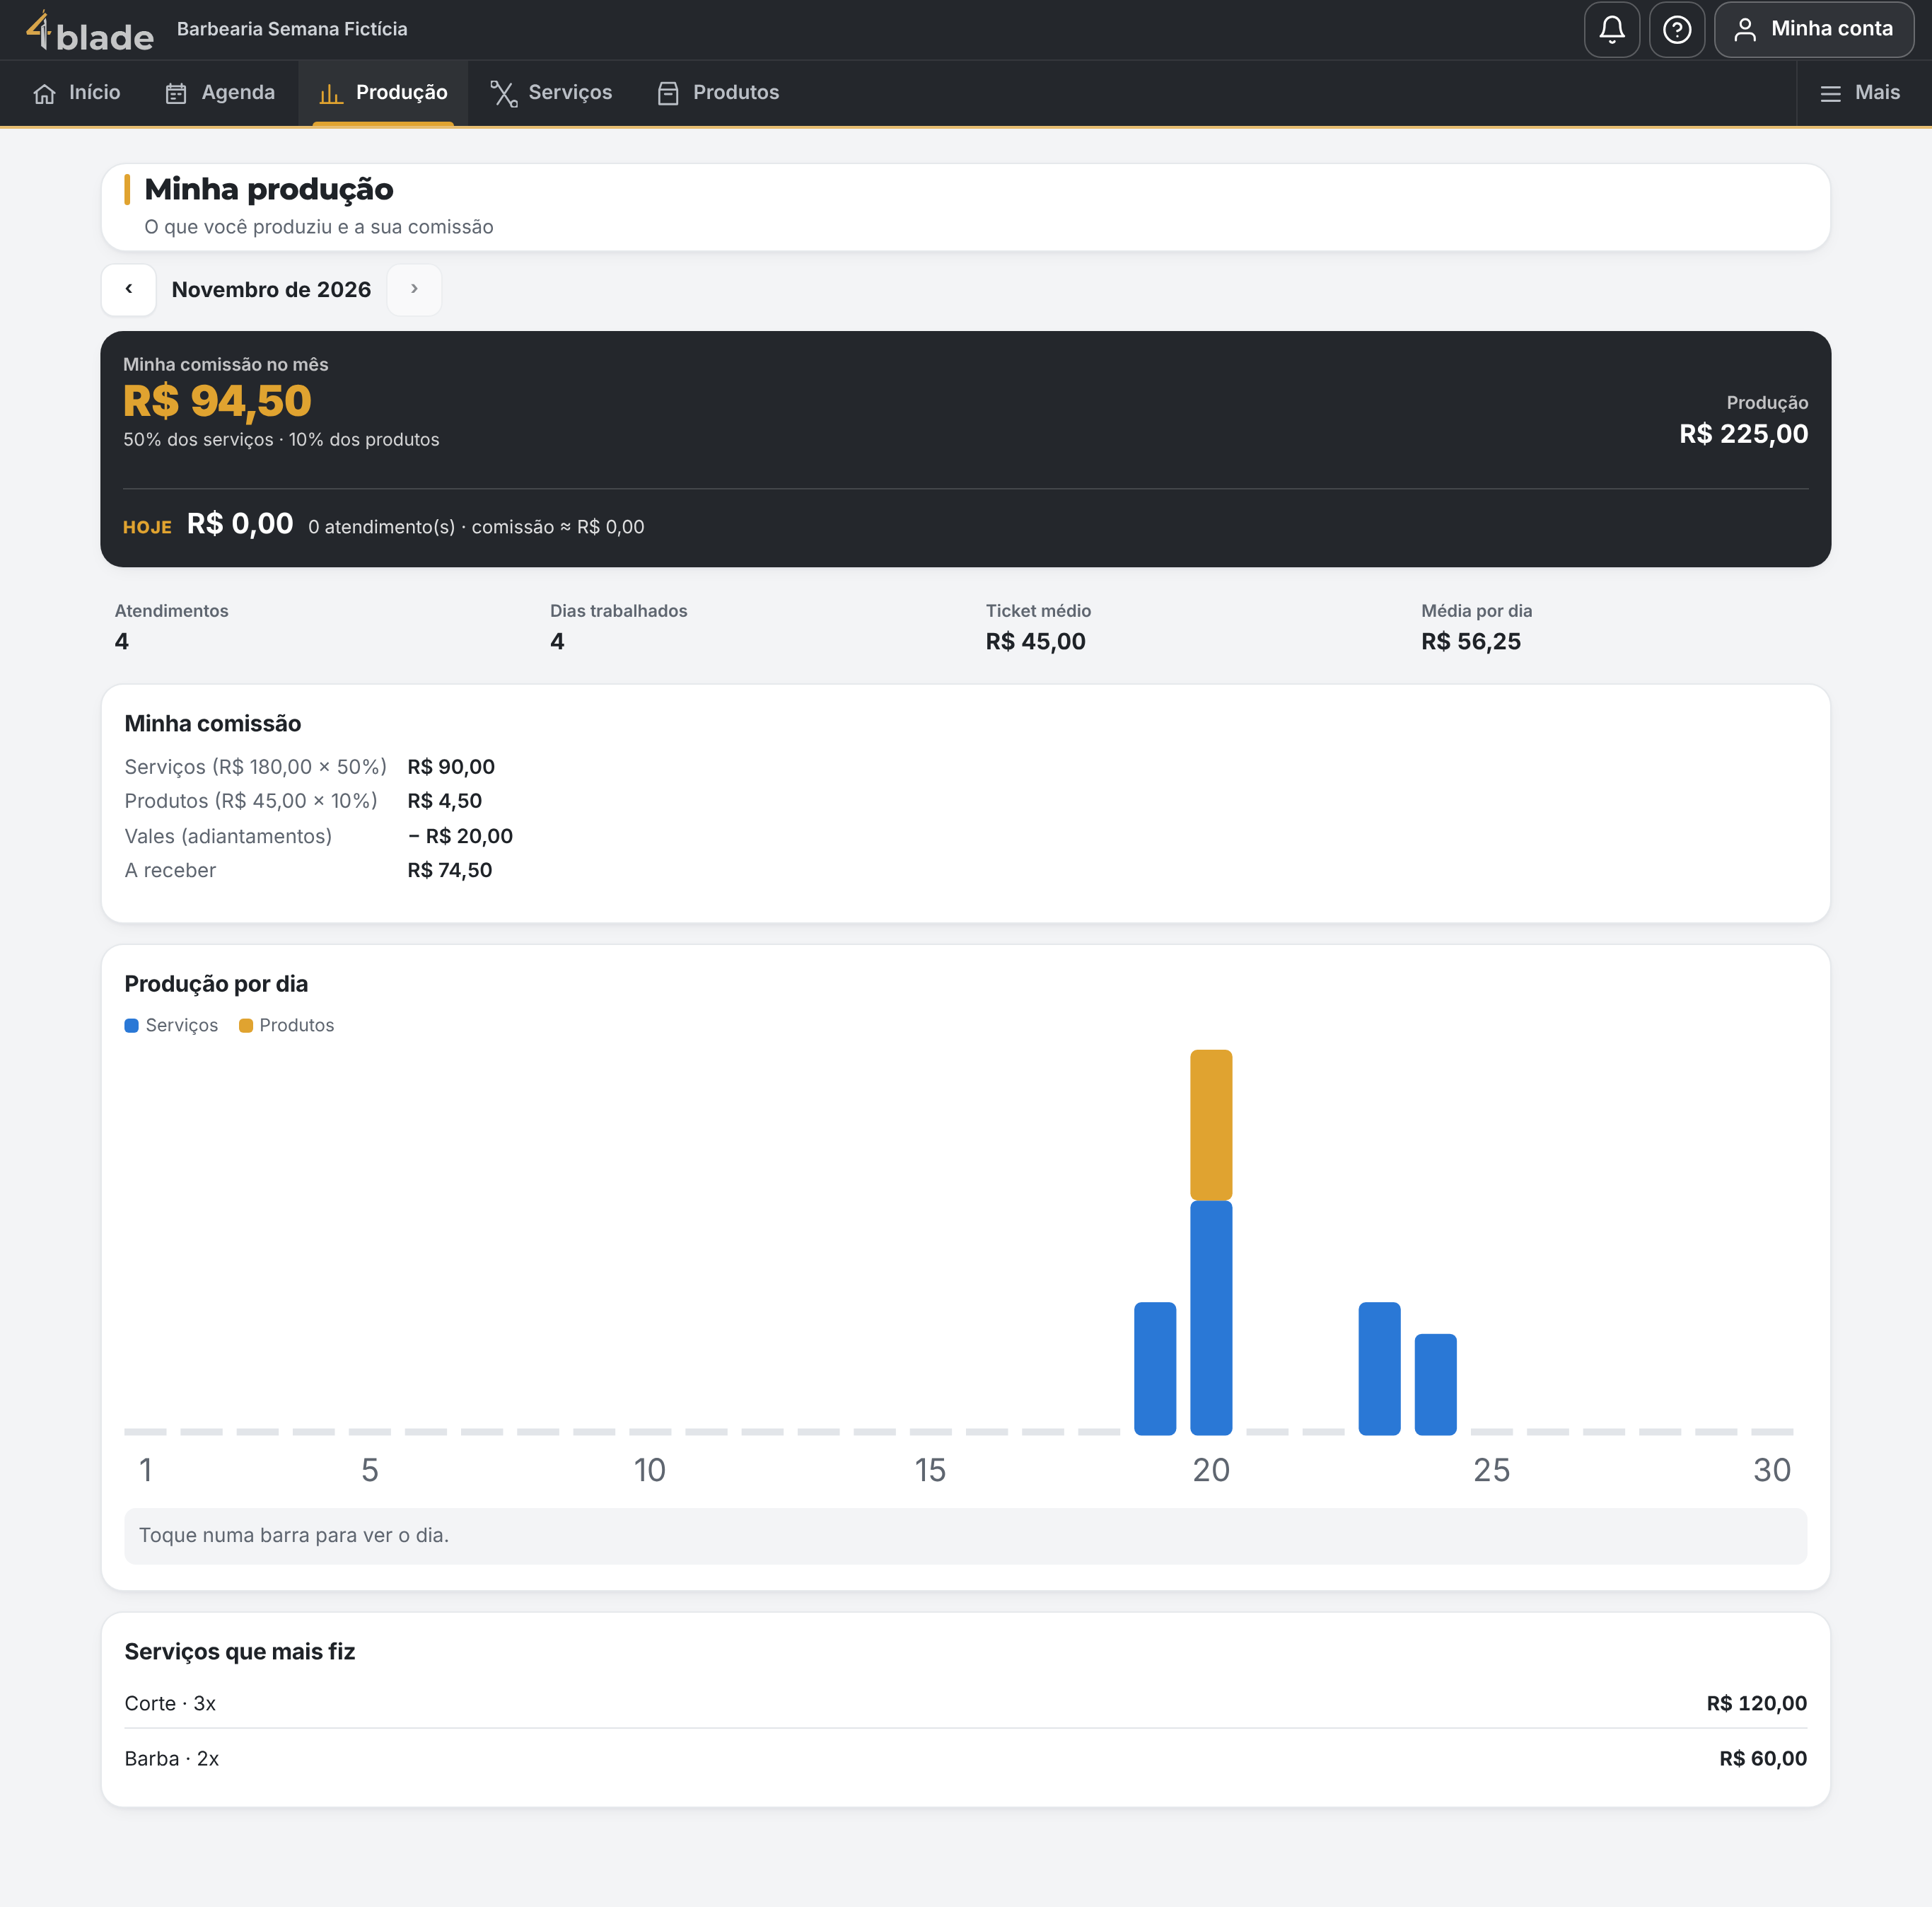 4blade
Barbearia Semana Fictícia
Minha conta
Início
Agenda
Produção
Serviços
Produtos
Mais
Minha produção
O que você produziu e a sua comissão
‹ Novembro de 2026 ›
Minha comissão no mês
R$ 94,50
50% dos serviços · 10% dos produtos
Produção
R$ 225,00
HOJE R$ 0,00 0 atendimento(s) · comissão ≈ R$ 0,00
Atendimentos
4
Dias trabalhados
4
Ticket médio
R$ 45,00
Média por dia
R$ 56,25
Minha comissão
Serviços (R$ 180,00 × 50%) R$ 90,00
Produtos (R$ 45,00 × 10%) R$ 4,50
Vales (adiantamentos) − R$ 20,00
A receber R$ 74,50
Produção por dia
Serviços Produtos
1 5 10 15 20 25 30
Toque numa barra para ver o dia.
Serviços que mais fiz
Corte · 3x R$ 120,00
Barba · 2x R$ 60,00